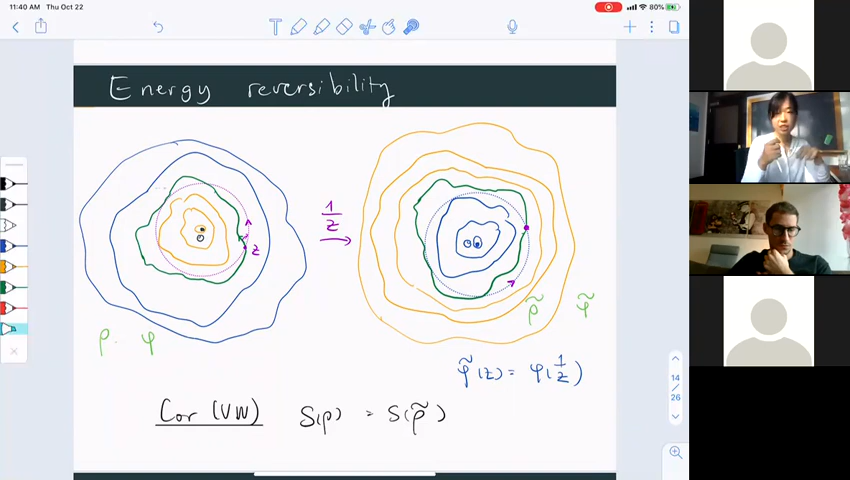 11:40 AM Thu Oct 22
80%
T
Energy reversibility
1/z
z
ρ φ
ρ̃ φ̃
φ̃(z) = φ(1/z)
Cor (VW) S(ρ) = S(ρ̃)
14
/
26